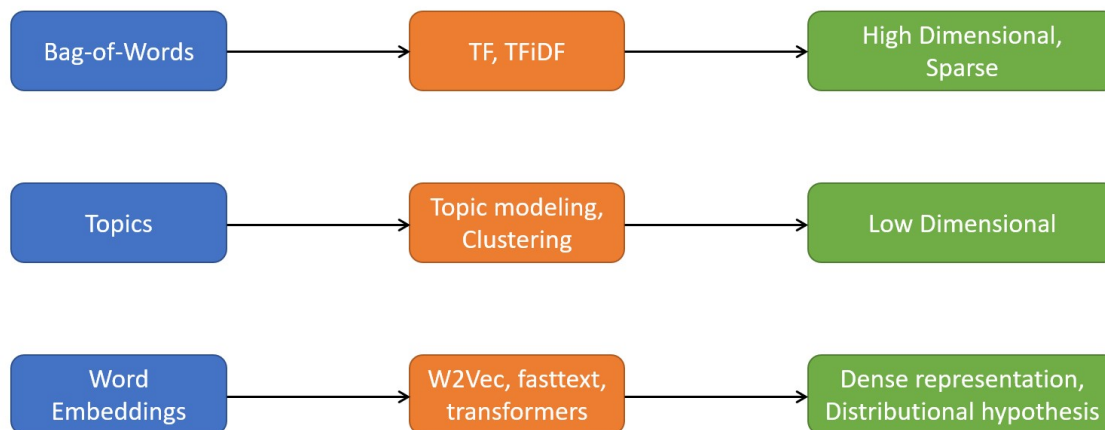 Bag-of-Words
TF, TFiDF
High Dimensional,
Sparse
Topics
Topic modeling,
Clustering
Low Dimensional
Word
Embeddings
W2Vec, fasttext,
transformers
Dense representation,
Distributional hypothesis